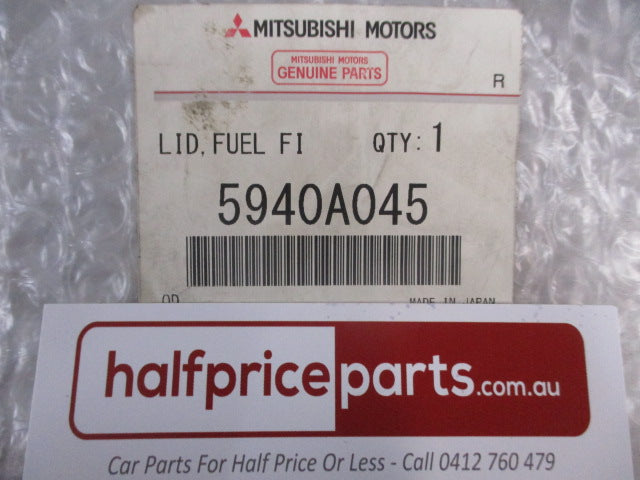 MITSUBISHI MOTORS
MITSUBISHI MOTORS
GENUINE PARTS
R
LID, FUEL FI QTY: 1
5940A045
OD MADE IN JAPAN
halfpriceparts.com.au
Car Parts For Half Price Or Less - Call 0412 760 479